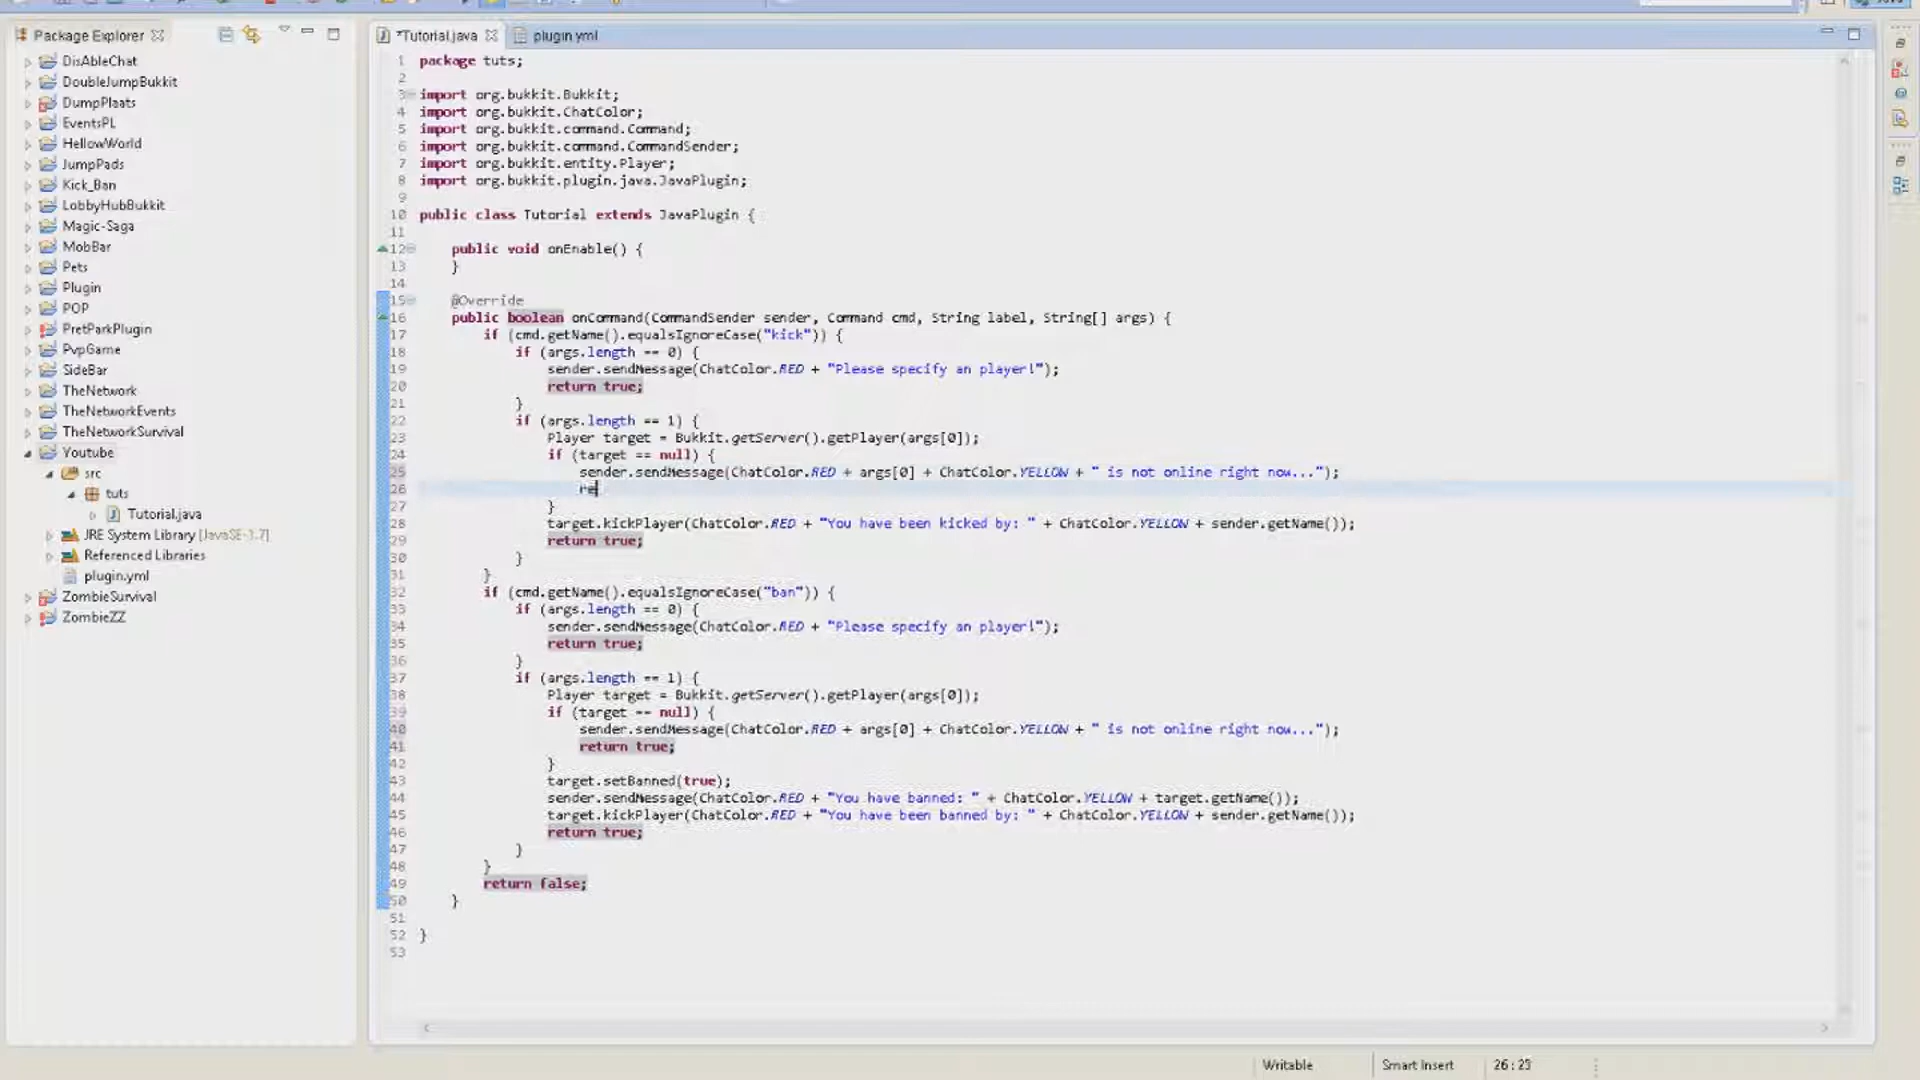 Package Explorer
DisAbleChat
DoubleJumpBukkit
DumpPlaats
EventsPL
HellowWorld
JumpPads
Kick_Ban
LobbyHubBukkit
Magic-Saga
MobBar
Pets
Plugin
POP
PretParkPlugin
PvpGame
SideBar
TheNetwork
TheNetworkEvents
TheNetworkSurvival
Youtube
src
tuts
Tutorial.java
JRE System Library [JavaSE-1.7]
Referenced Libraries
plugin.yml
ZombieSurvival
ZombieZZ
*Tutorial.java
plugin.yml
1 package tuts;
2
3 import org.bukkit.Bukkit;
4 import org.bukkit.ChatColor;
5 import org.bukkit.command.Command;
6 import org.bukkit.command.CommandSender;
7 import org.bukkit.entity.Player;
8 import org.bukkit.plugin.java.JavaPlugin;
9
10 public class Tutorial extends JavaPlugin {
11
12 public void onEnable() {
13 }
14
15 @Override
16 public boolean onCommand(CommandSender sender, Command cmd, String label, String[] args) {
17 if (cmd.getName().equalsIgnoreCase("kick")) {
18 if (args.length == 0) {
19 sender.sendMessage(ChatColor.RED + "Please specify an player!");
20 return true;
21 }
22 if (args.length == 1) {
23 Player target = Bukkit.getServer().getPlayer(args[0]);
24 if (target == null) {
25 sender.sendMessage(ChatColor.RED + args[0] + ChatColor.YELLOW + " is not online right now...");
26 re
27 }
28 target.kickPlayer(ChatColor.RED + "You have been kicked by: " + ChatColor.YELLOW + sender.getName());
29 return true;
30 }
31 }
32 if (cmd.getName().equalsIgnoreCase("ban")) {
33 if (args.length == 0) {
34 sender.sendMessage(ChatColor.RED + "Please specify an player!");
35 return true;
36 }
37 if (args.length == 1) {
38 Player target = Bukkit.getServer().getPlayer(args[0]);
39 if (target == null) {
40 sender.sendMessage(ChatColor.RED + args[0] + ChatColor.YELLOW + " is not online right now...");
41 return true;
42 }
43 target.setBanned(true);
44 sender.sendMessage(ChatColor.RED + "You have banned: " + ChatColor.YELLOW + target.getName());
45 target.kickPlayer(ChatColor.RED + "You have been banned by: " + ChatColor.YELLOW + sender.getName());
46 return true;
47 }
48 }
49 return false;
50 }
51
52 }
53
Writable
Smart Insert
26 : 23